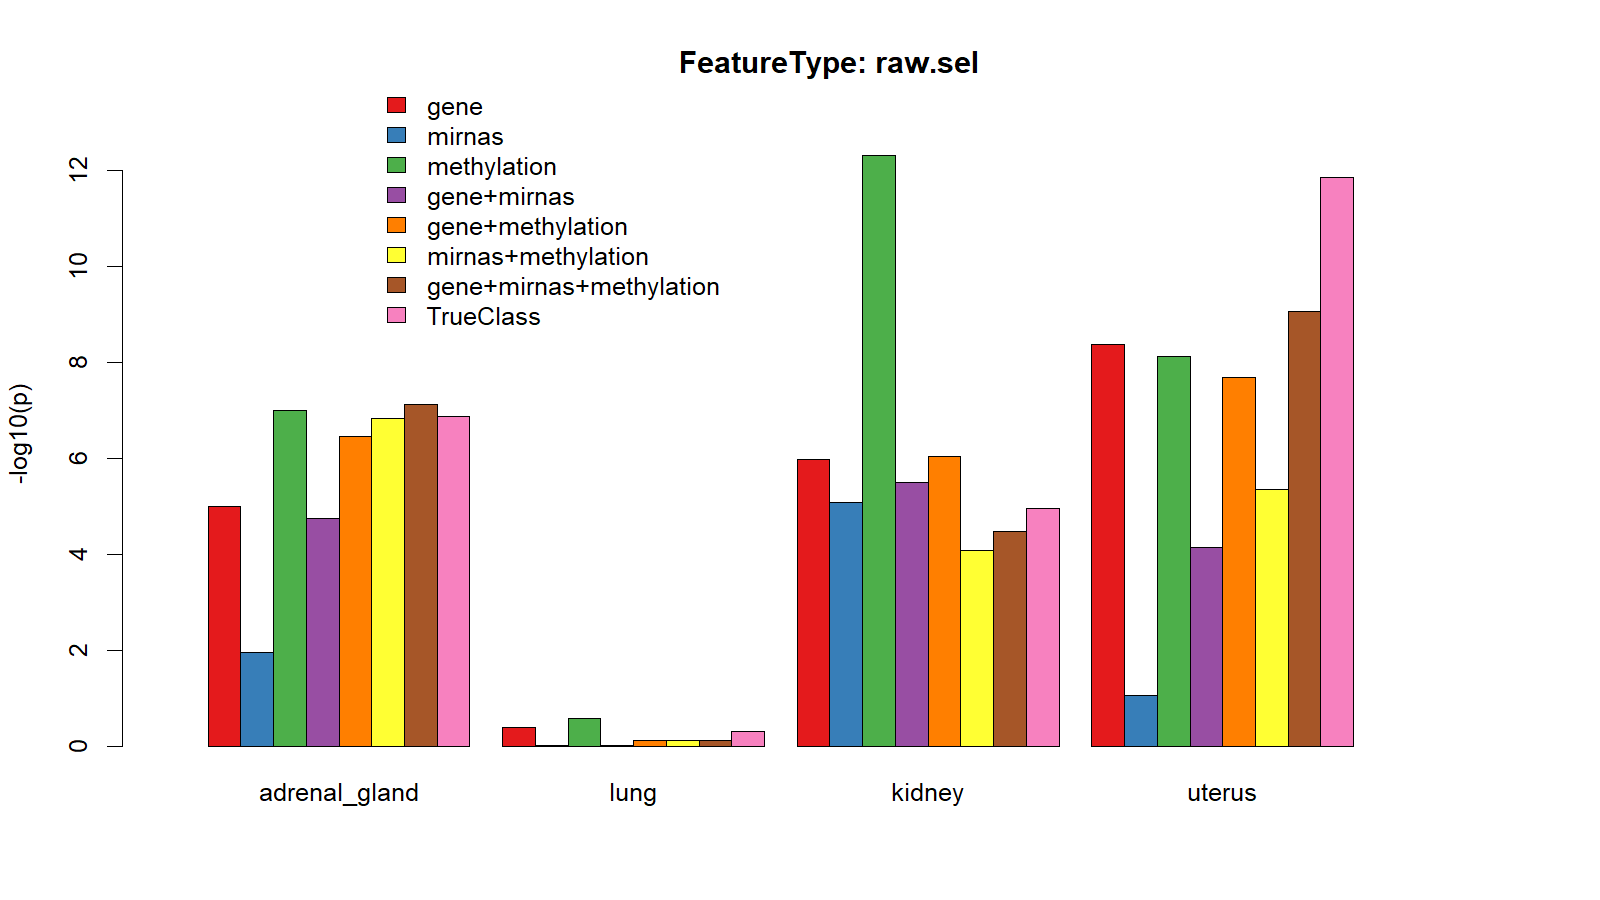 FeatureType: raw.sel
gene
mirnas
methylation
gene+mirnas
gene+methylation
mirnas+methylation
gene+mirnas+methylation
TrueClass
-log10(p)
12
10
8
6
4
2
0
adrenal_gland
lung
kidney
uterus